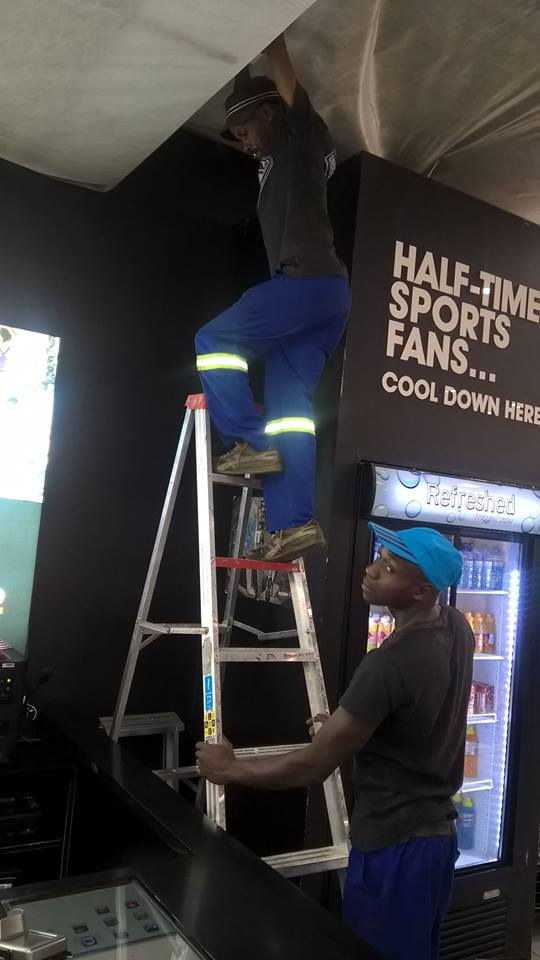 HALF-TIME
SPORTS
FANS...
COOL DOWN HERE
Refreshed